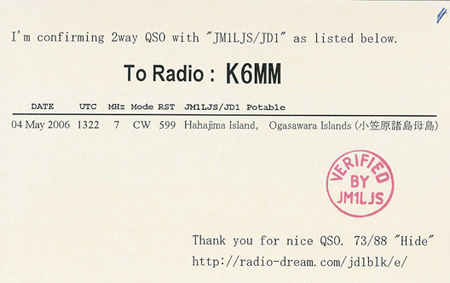 I'm confirming 2way QSO with "JM1LJS/JD1" as listed below.
To Radio : K6MM
DATE UTC MHz Mode RST JM1LJS/JD1 Potable
04 May 2006 1322 7 CW 599 Hahajima Island, Ogasawara Islands (小笠原諸島母島)
VERIFIED
BY
JM1LJS
Thank you for nice QSO. 73/88 "Hide"
http://radio-dream.com/jd1blk/e/